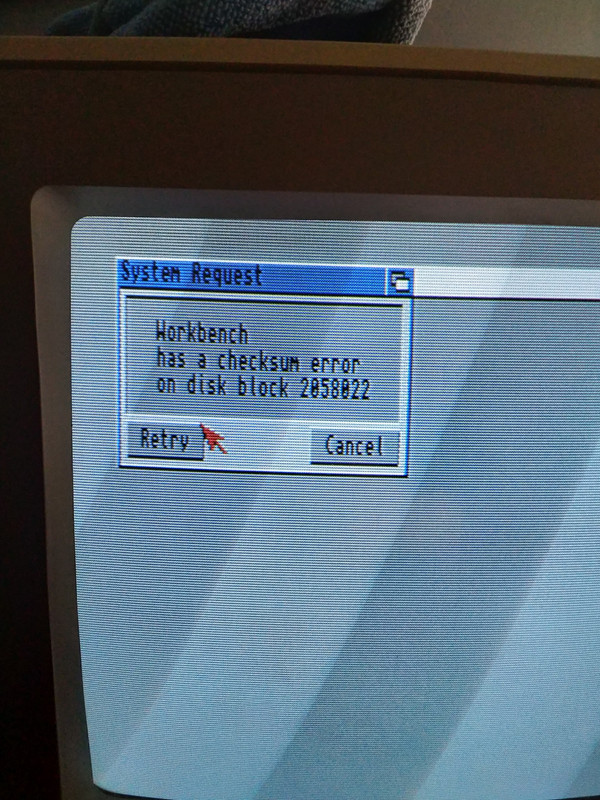 System Request
Workbench
has a checksum error
on disk block 2058022
Retry
Cancel